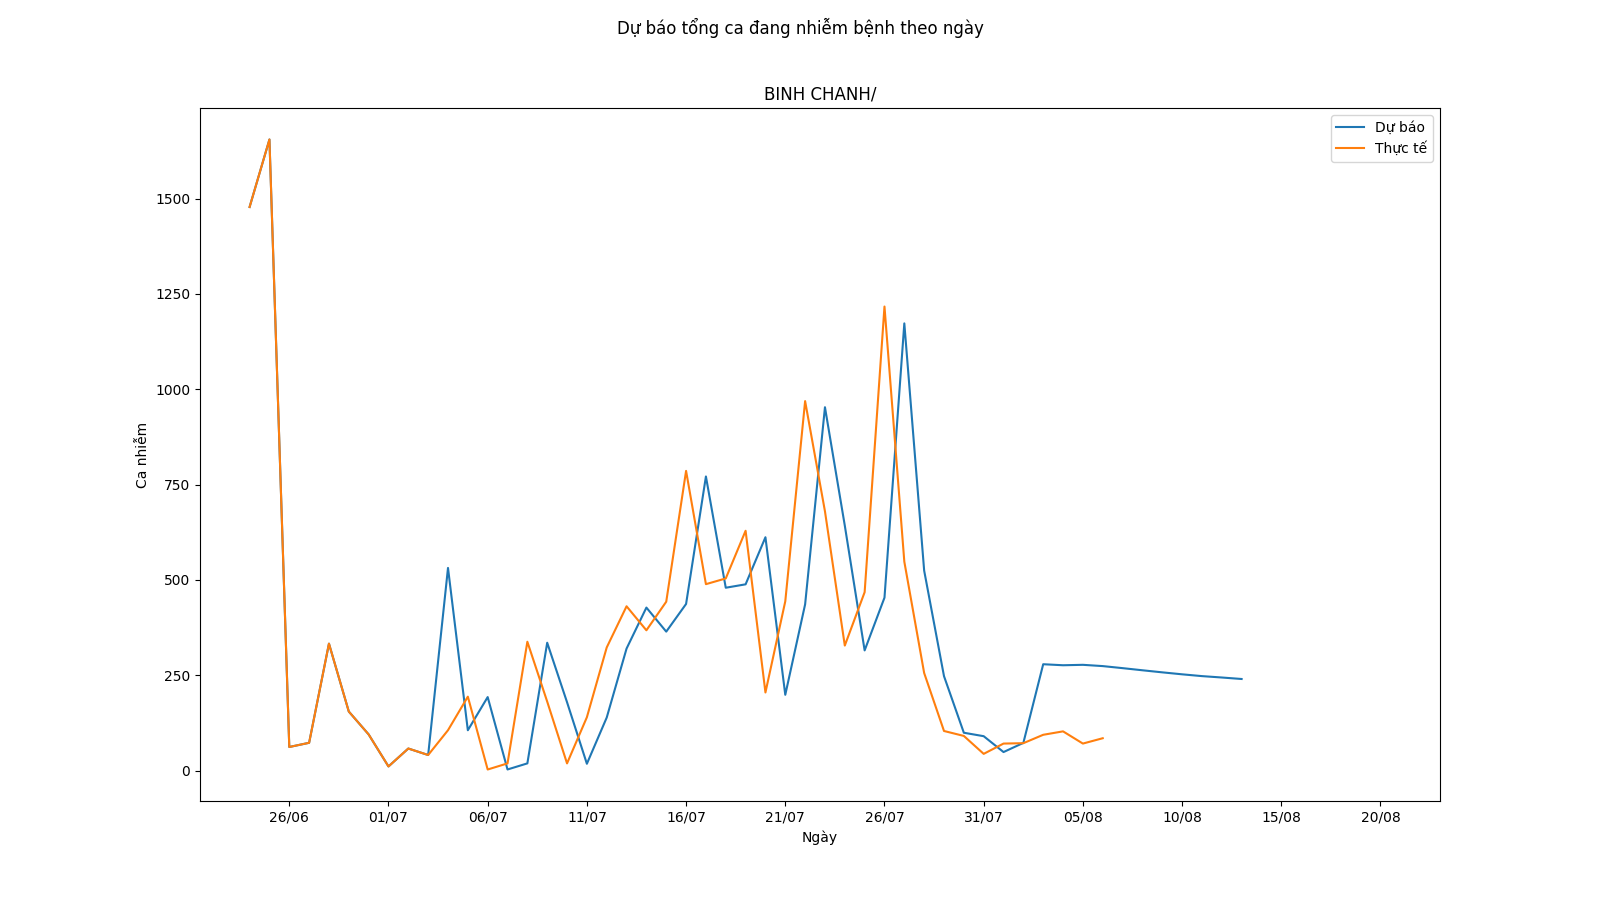 Dự báo tổng ca đang nhiễm bệnh theo ngày
BINH CHANH/
Dự báo
Thực tế
1500
1250
1000
750
500
250
0
Ca nhiễm
26/06 01/07 06/07 11/07 16/07 21/07 26/07 31/07 05/08 10/08 15/08 20/08
Ngày